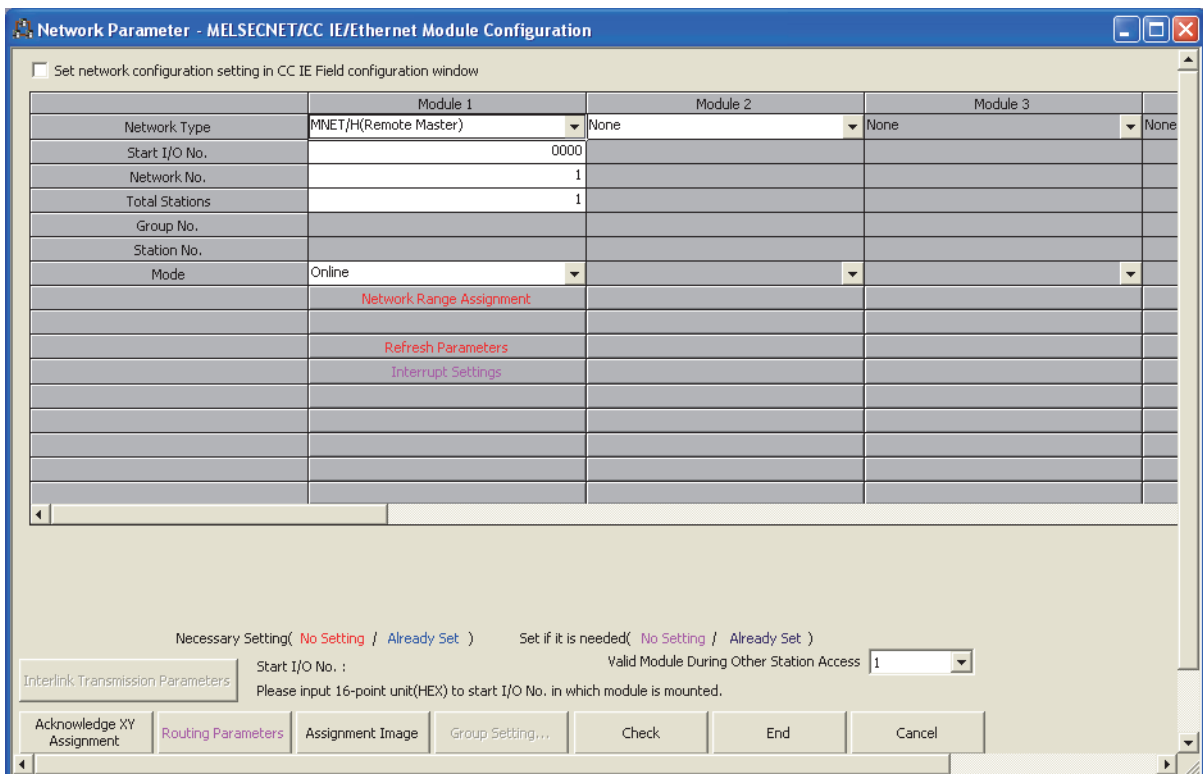 Network Parameter - MELSECNET/CC IE/Ethernet Module Configuration
Set network configuration setting in CC IE Field configuration window
Module 1 Module 2 Module 3
Network Type MNET/H(Remote Master) None None None
Start I/O No. 0000
Network No. 1
Total Stations 1
Group No.
Station No.
Mode Online
Network Range Assignment
Refresh Parameters
Interrupt Settings
Necessary Setting( No Setting / Already Set ) Set if it is needed( No Setting / Already Set )
Start I/O No. : Valid Module During Other Station Access 1
Interlink Transmission Parameters
Please input 16-point unit(HEX) to start I/O No. in which module is mounted.
Acknowledge XY
Assignment
Routing Parameters Assignment Image Group Setting... Check End Cancel